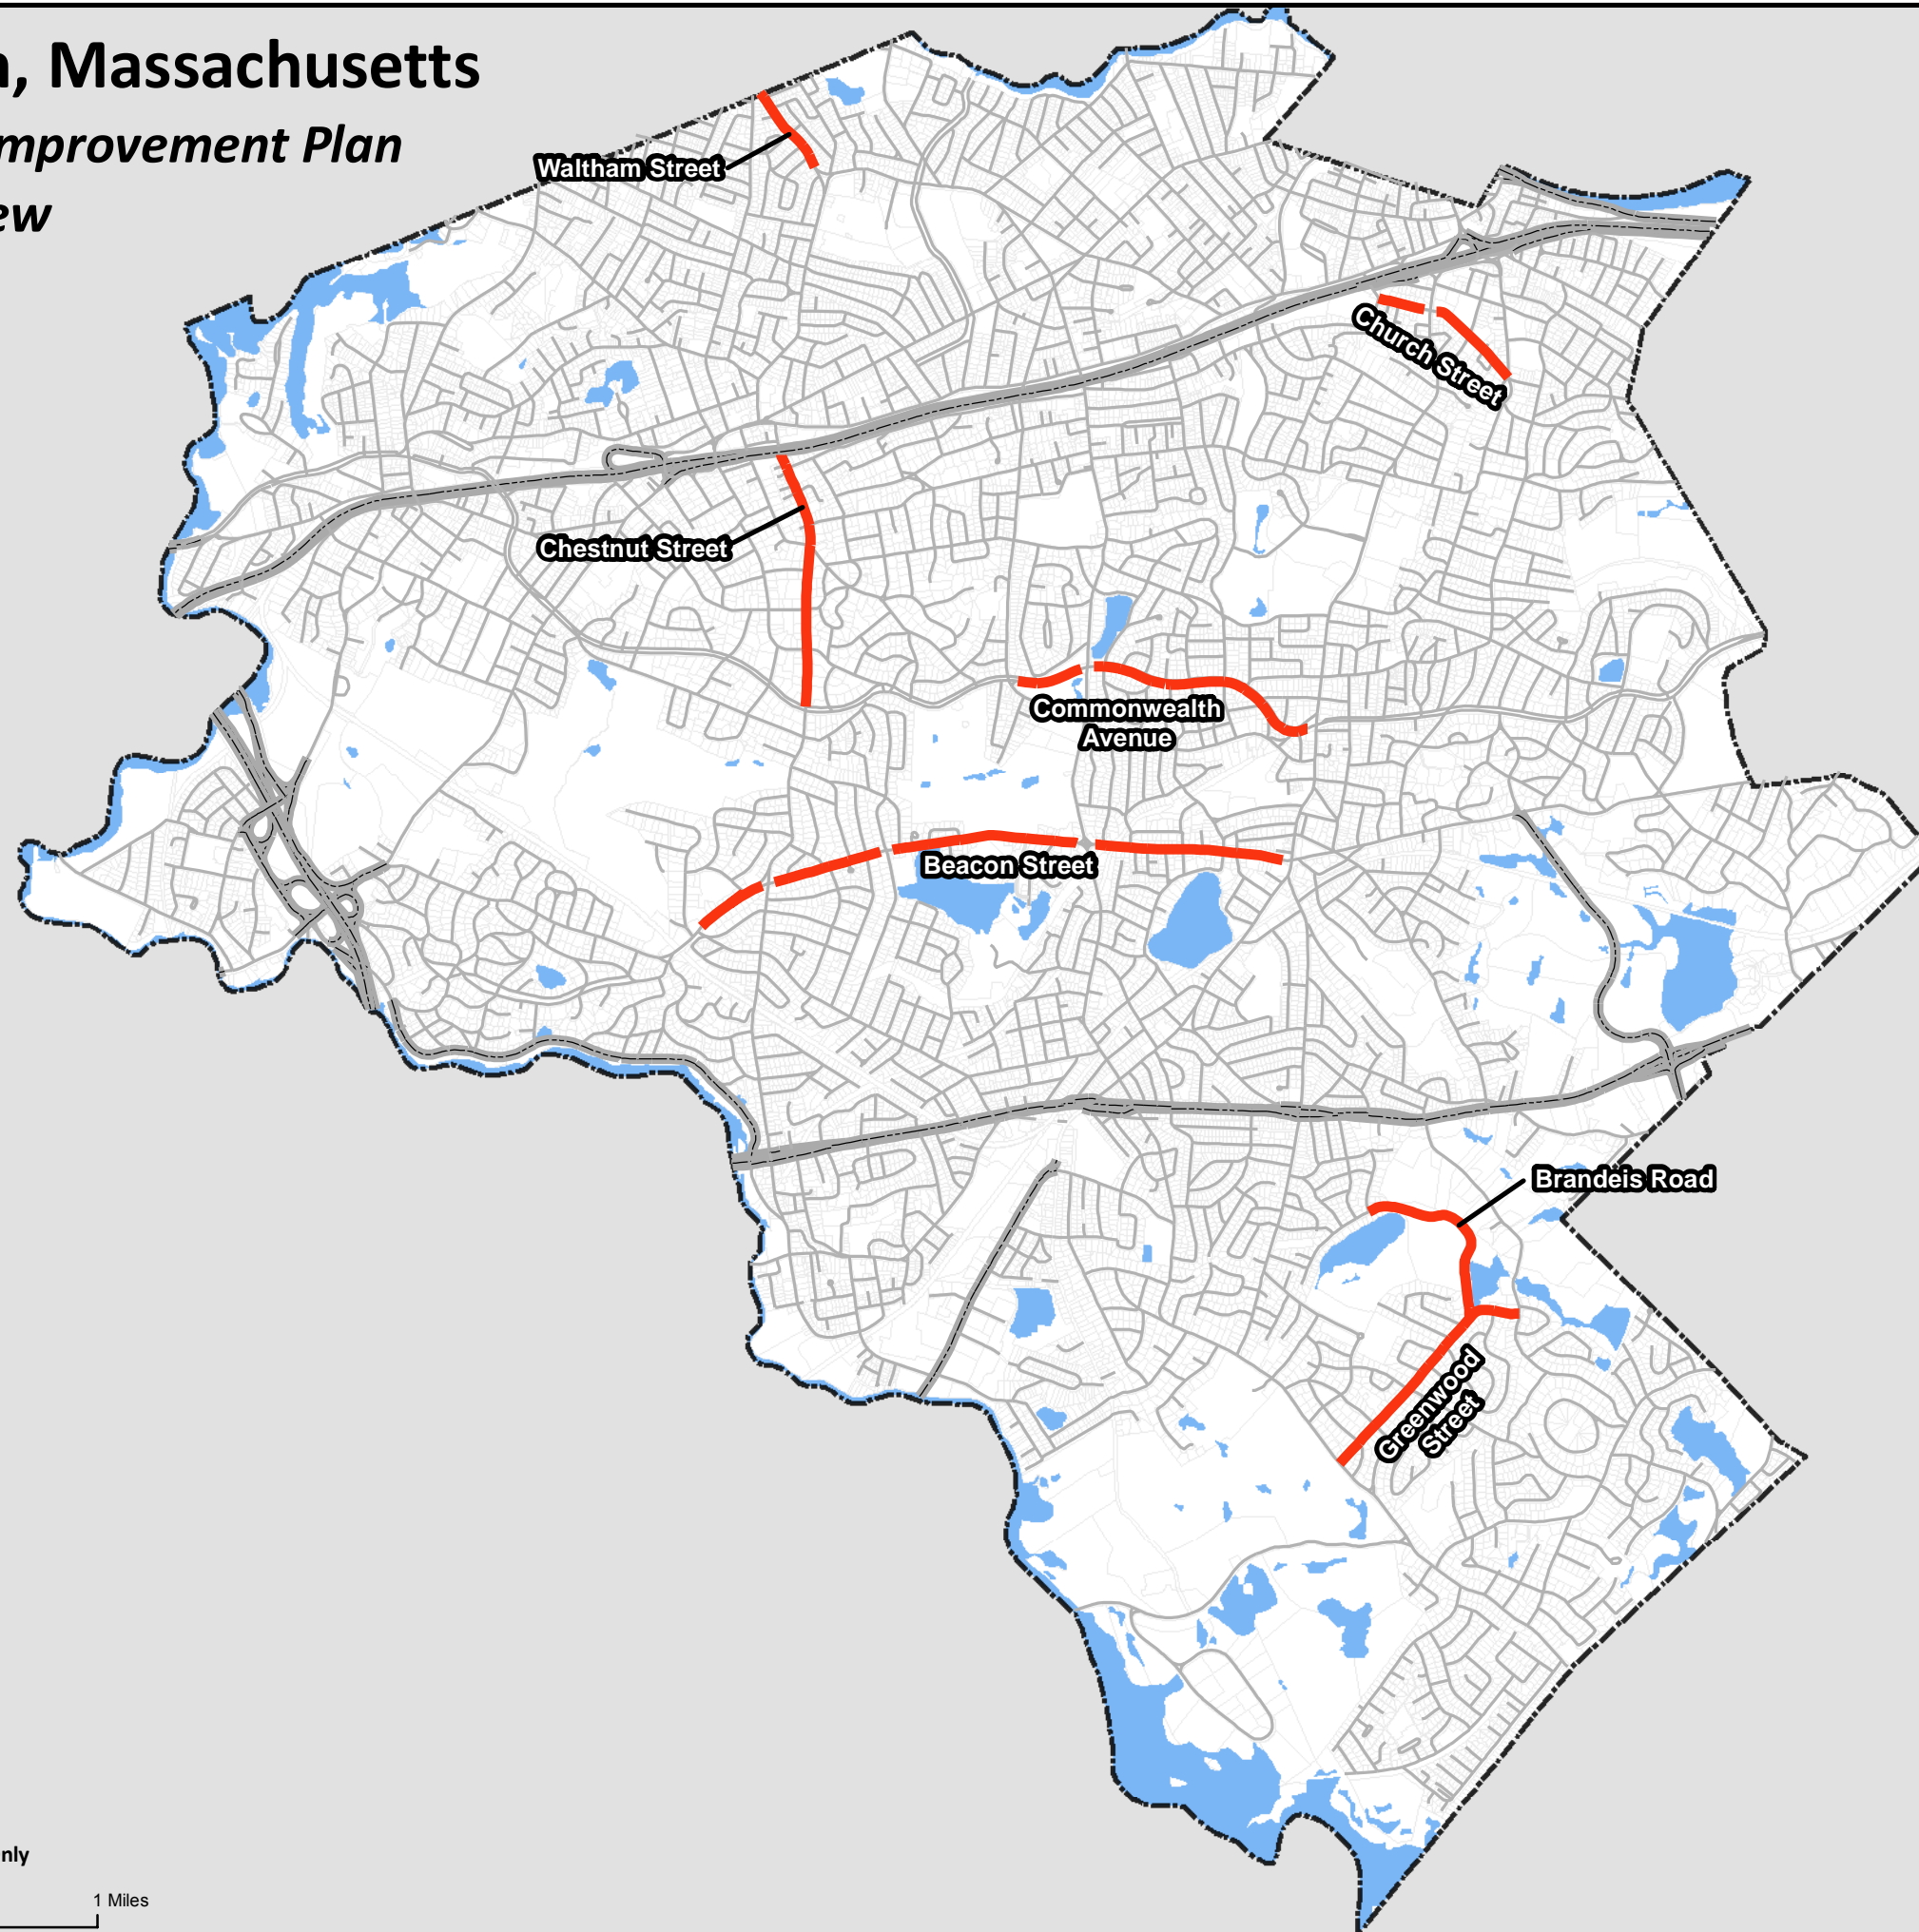 n, Massachusetts
mprovement Plan
ew
Waltham Street
Church Street
Chestnut Street
Commonwealth
Avenue
Beacon Street
Brandeis Road
Greenwood
Street
nly
1 Miles